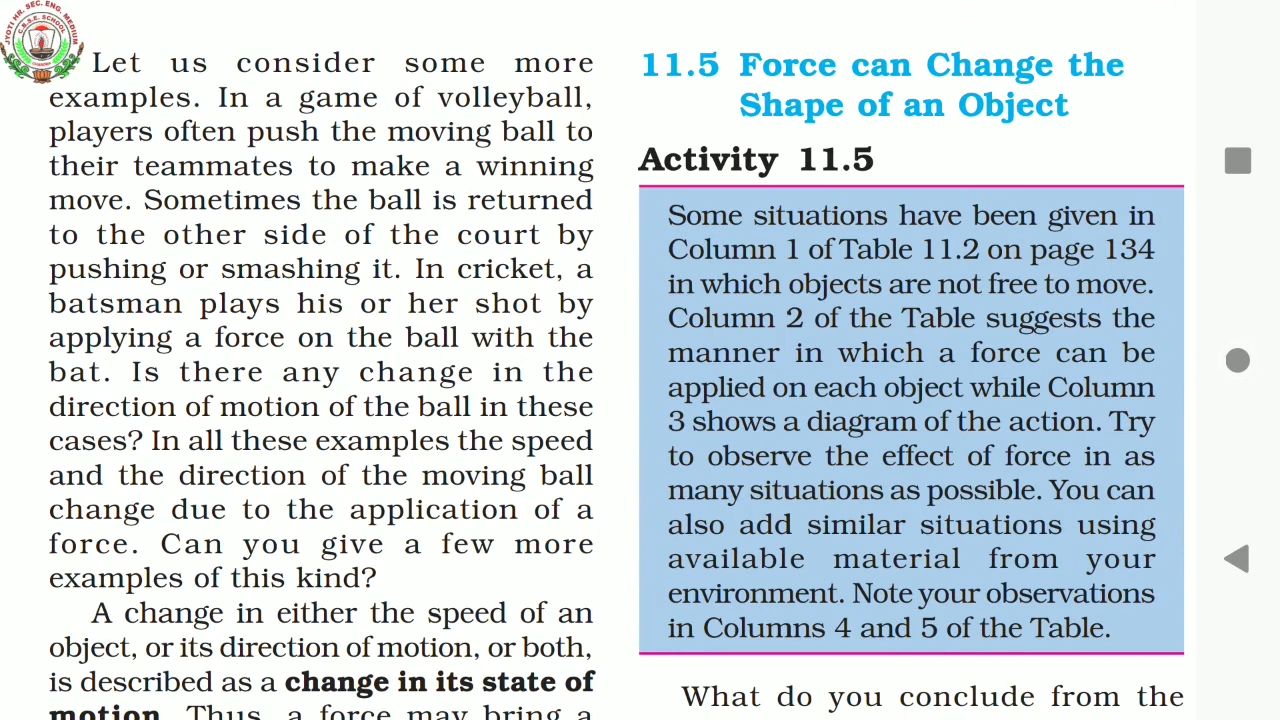 JYOTI HR. SEC. ENG. MEDIUM
C.B.S.E. SCHOOL
Let us consider some more
examples. In a game of volleyball,
players often push the moving ball to
their teammates to make a winning
move. Sometimes the ball is returned
to the other side of the court by
pushing or smashing it. In cricket, a
batsman plays his or her shot by
applying a force on the ball with the
bat. Is there any change in the
direction of motion of the ball in these
cases? In all these examples the speed
and the direction of the moving ball
change due to the application of a
force. Can you give a few more
examples of this kind?
A change in either the speed of an
object, or its direction of motion, or both,
is described as a change in its state of
motion. Thus, a force may bring a
11.5 Force can Change the
Shape of an Object
Activity 11.5
Some situations have been given in
Column 1 of Table 11.2 on page 134
in which objects are not free to move.
Column 2 of the Table suggests the
manner in which a force can be
applied on each object while Column
3 shows a diagram of the action. Try
to observe the effect of force in as
many situations as possible. You can
also add similar situations using
available material from your
environment. Note your observations
in Columns 4 and 5 of the Table.
What do you conclude from the